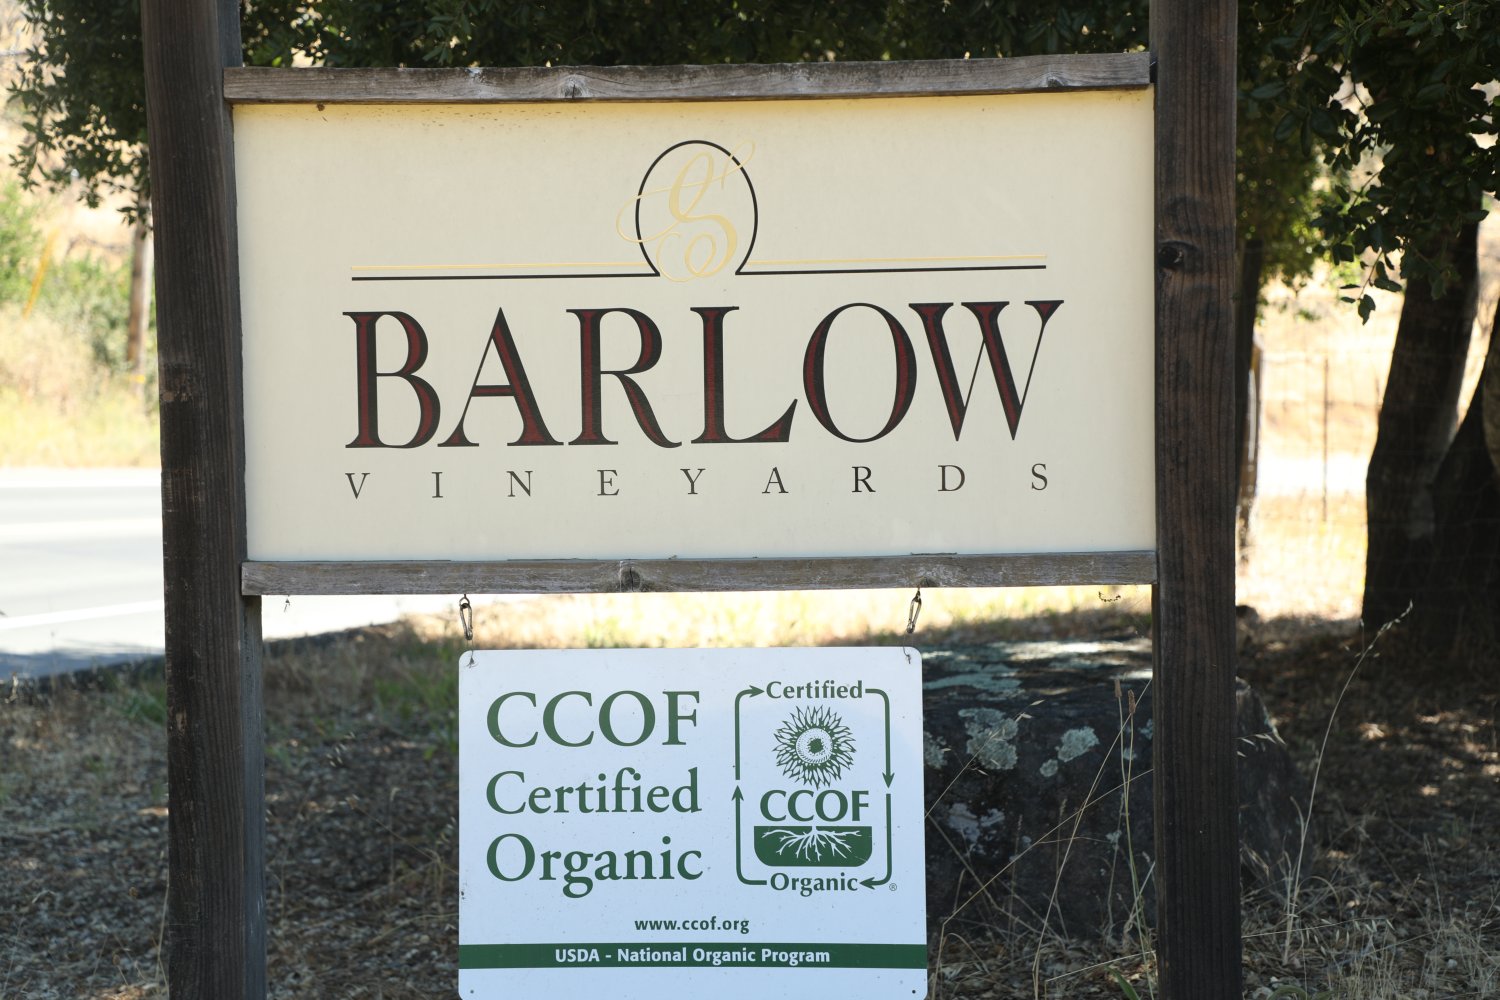 BARLOW
VINEYARDS
CCOF
Certified
Organic
Certified
CCOF
Organic
®
www.ccof.org
USDA - National Organic Program